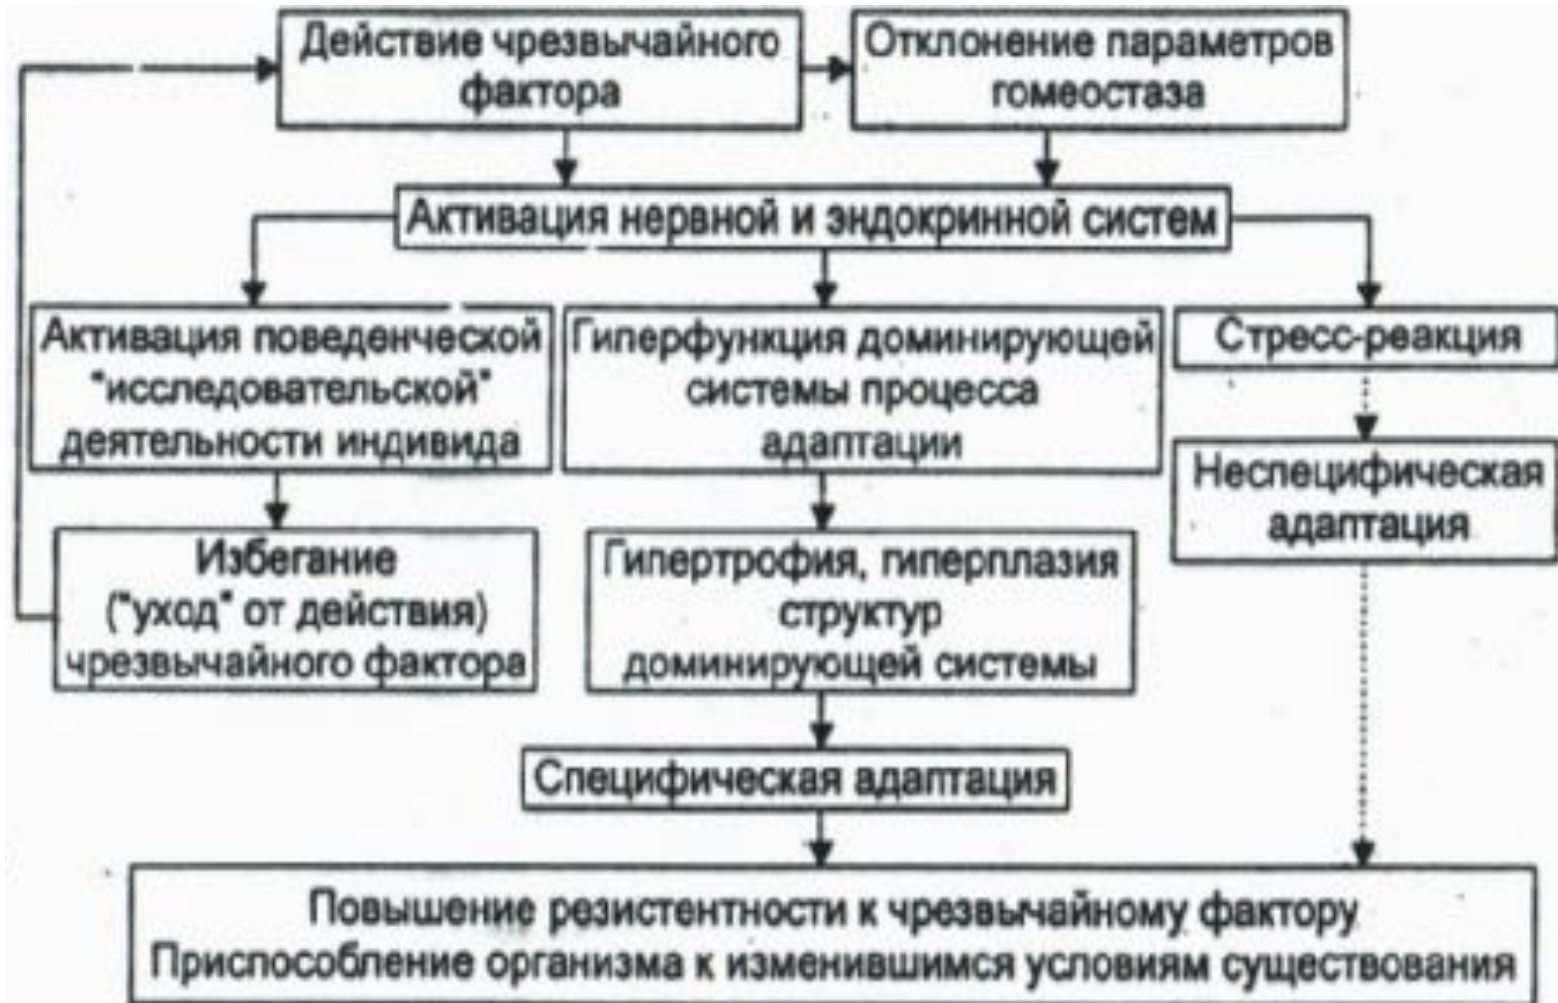 Действие чрезвычайного
фактора
Отклонение параметров
гомеостаза
Активация нервной и эндокринной систем
Активация поведенческой
"исследовательской"
деятельности индивида
Гиперфункция доминирующей
системы процесса
адаптации
Стресс-реакция
Неспецифическая
адаптация
Избегание
("уход" от действия)
чрезвычайного фактора
Гипертрофия, гиперплазия
структур
доминирующей системы
Специфическая адаптация
Повышение резистентности к чрезвычайному фактору
Приспособление организма к изменившимся условиям существования